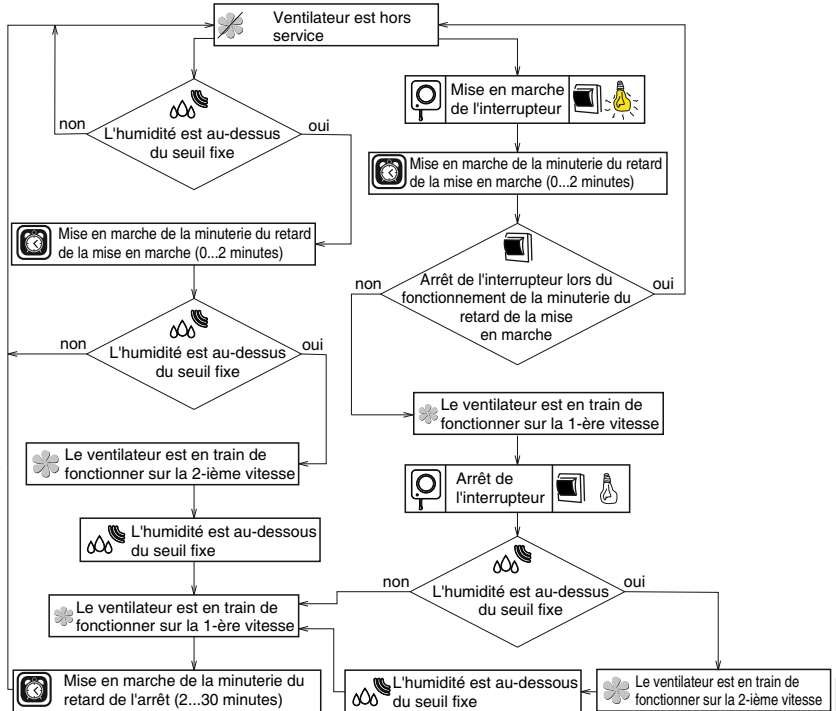 Ventilateur est hors
service
L'humidité est au-dessus
du seuil fixe
non
oui
Mise en marche
de l'interrupteur
Mise en marche de la minuterie du retard
de la mise en marche (0...2 minutes)
Mise en marche de la minuterie du retard
de la mise en marche (0...2 minutes)
Arrêt de l'interrupteur lors du
fonctionnement de la minuterie du
retard de la mise
en marche
non
oui
L'humidité est au-dessus
du seuil fixe
non
oui
Le ventilateur est en train de
fonctionner sur la 1-ère vitesse
Le ventilateur est en train de
fonctionner sur la 2-ième vitesse
Arrêt de
l'interrupteur
L'humidité est au-dessous
du seuil fixe
L'humidité est au-dessus
du seuil fixe
non
oui
Le ventilateur est en train de
fonctionner sur la 1-ère vitesse
Mise en marche de la minuterie du
retard de l'arrêt (2...30 minutes)
L'humidité est au-dessous
du seuil fixe
Le ventilateur est en train de
fonctionner sur la 2-ième vitesse